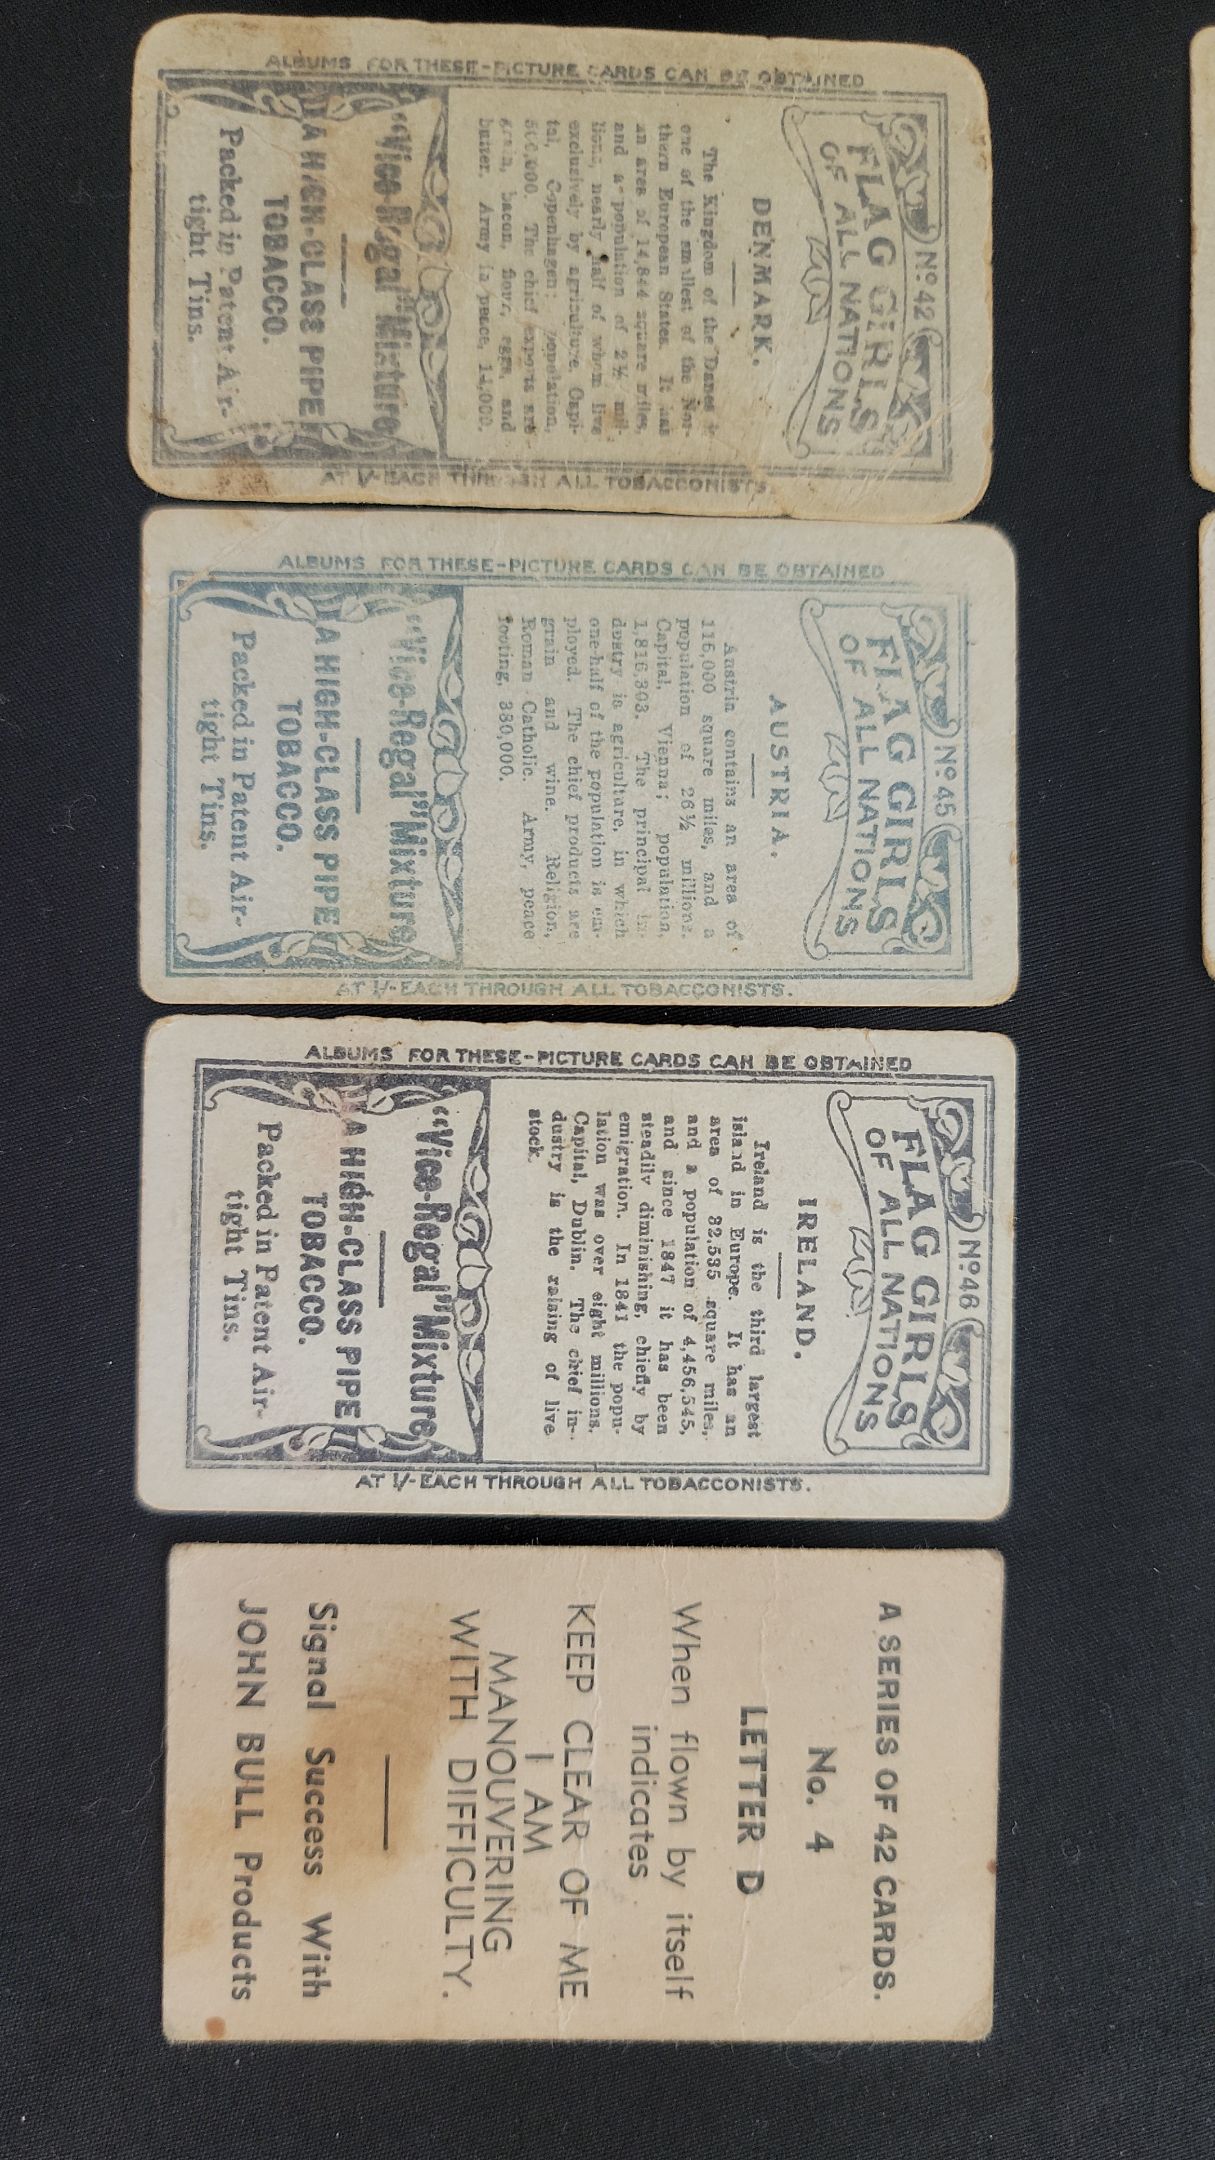 No 42
FLAG GIRLS
OF ALL NATIONS
DENMARK.
The Kingdom of the Danes is
one of the smallest of the Nor-
thern European States. It has
an area of 14,844 square miles,
and a population of 2½ mil-
lions, nearly half of whom live
exclusively by agriculture. Capi-
tal, Copenhagen; population,
500,000. The chief exports are
grain, bacon, flour, eggs, and
butter. Army in peace, 14,000.
"Vice-Regal" Mixture
A HIGH-CLASS PIPE
TOBACCO.
Packed in Patent Air-
tight Tins.
ALBUMS FOR THESE-PICTURE CARDS CAN BE OBTAINED
AT 1/-EACH THROUGH ALL TOBACCONISTS.
No 45
FLAG GIRLS
OF ALL NATIONS
AUSTRIA.
Austria contains an area of
116,000 square miles, and a
population of 26½ millions.
Capital, Vienna; population,
1,816,303. The principal in-
dustry is agriculture, in which
one-half of the population is em-
ployed. The chief products are
grain and wine. Religion,
Roman Catholic. Army, peace
footing, 380,000.
"Vice-Regal" Mixture
A HIGH-CLASS PIPE
TOBACCO.
Packed in Patent Air-
tight Tins.
ALBUMS FOR THESE-PICTURE CARDS CAN BE OBTAINED
AT 1/-EACH THROUGH ALL TOBACCONISTS.
No 46
FLAG GIRLS
OF ALL NATIONS
IRELAND.
Ireland is the third largest
island in Europe. It has an
area of 32,535 square miles,
and a population of 4,456,545,
and since 1847 it has been
steadily diminishing, chiefly by
emigration. In 1841 the popu-
lation was over eight millions.
Capital, Dublin. The chief in-
dustry is the raising of live
stock.
"Vice-Regal" Mixture
A HIGH-CLASS PIPE
TOBACCO.
Packed in Patent Air-
tight Tins.
ALBUMS FOR THESE-PICTURE CARDS CAN BE OBTAINED
AT 1/-EACH THROUGH ALL TOBACCONISTS.
A SERIES OF 42 CARDS.
No. 4
LETTER D
When flown by itself
indicates
KEEP CLEAR OF ME
I AM
MANOUVERING
WITH DIFFICULTY.
Signal Success With
JOHN BULL Products